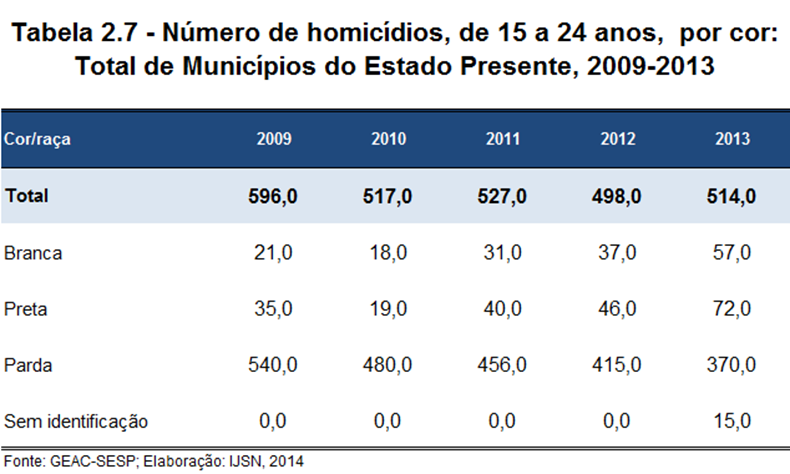 Tabela 2.7 - Número de homicídios, de 15 a 24 anos, por cor:
Total de Municípios do Estado Presente, 2009-2013
Cor/raça 2009 2010 2011 2012 2013
Total 596,0 517,0 527,0 498,0 514,0
Branca 21,0 18,0 31,0 37,0 57,0
Preta 35,0 19,0 40,0 46,0 72,0
Parda 540,0 480,0 456,0 415,0 370,0
Sem identificação 0,0 0,0 0,0 0,0 15,0
Fonte: GEAC-SESP; Elaboração: IJSN, 2014